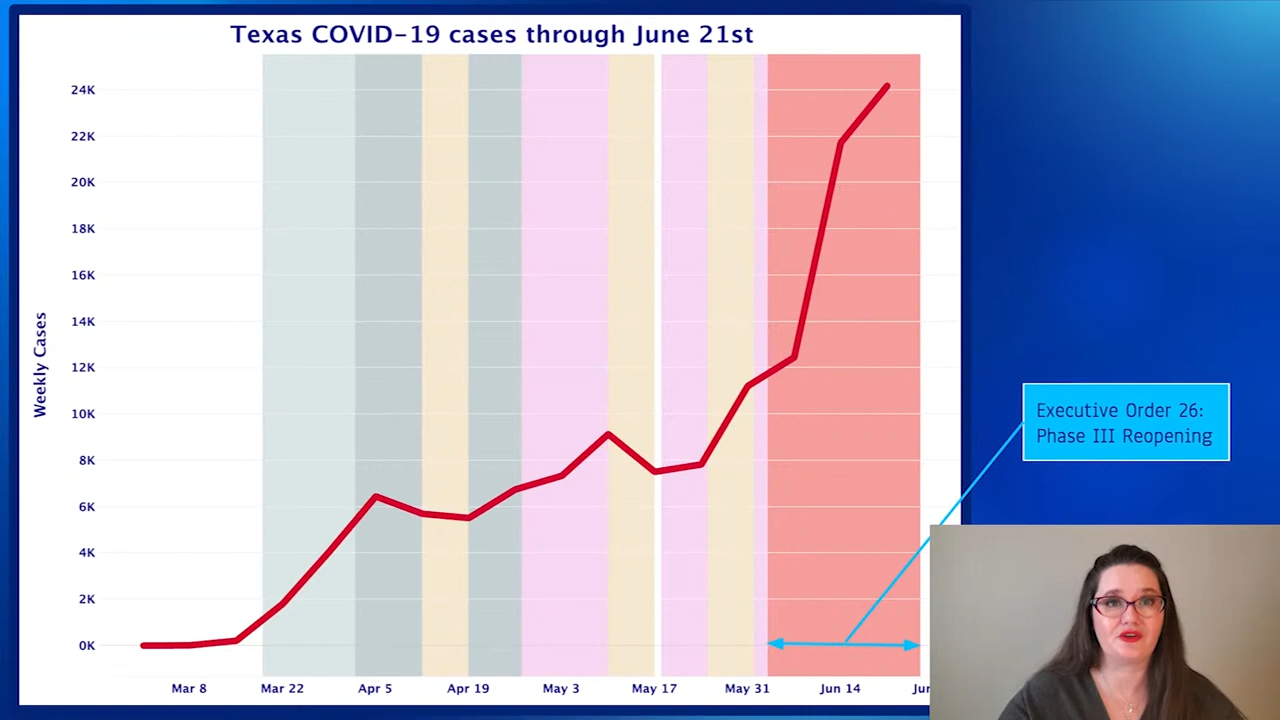 Texas COVID-19 cases through June 21st
24K
22K
20K
18K
16K
14K
12K
10K
8K
6K
4K
2K
0K
Weekly Cases
Mar 8
Mar 22
Apr 5
Apr 19
May 3
May 17
May 31
Jun 14
Executive Order 26:
Phase III Reopening